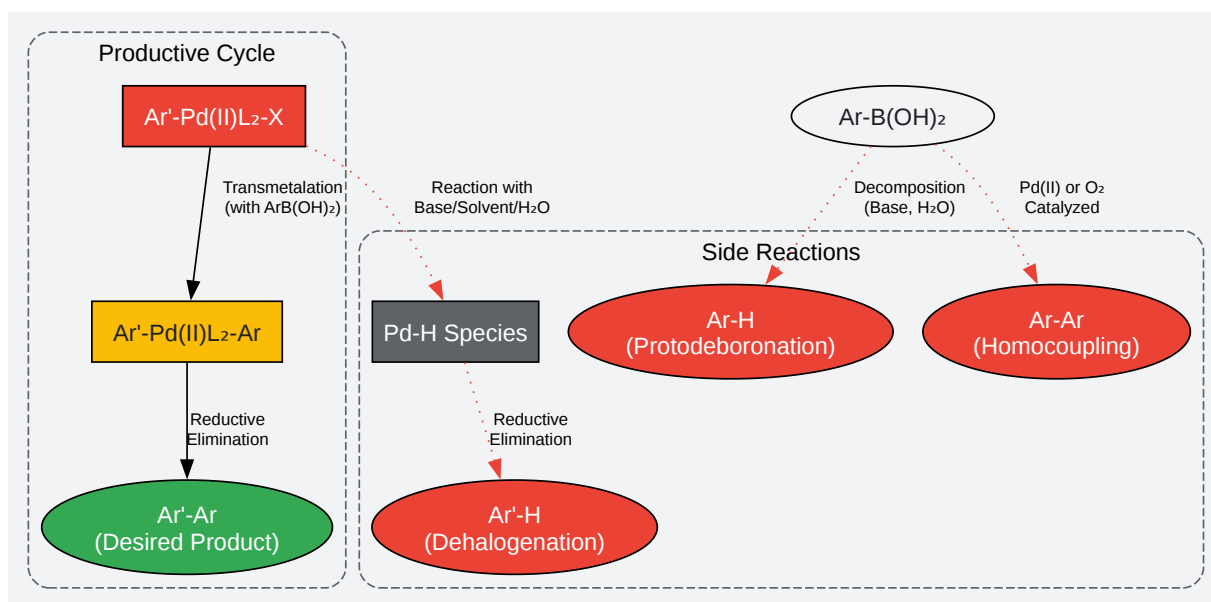 Productive Cycle
Ar'-Pd(II)L₂-X
Ar-B(OH)₂
Transmetalation
(with ArB(OH)₂)
Reaction with
Base/Solvent/H₂O
Decomposition
(Base, H₂O)
Pd(II) or O₂
Catalyzed
Side Reactions
Ar'-Pd(II)L₂-Ar
Pd-H Species
Ar-H
(Protodeboronation)
Ar-Ar
(Homocoupling)
Reductive
Elimination
Reductive
Elimination
Ar'-Ar
(Desired Product)
Ar'-H
(Dehalogenation)